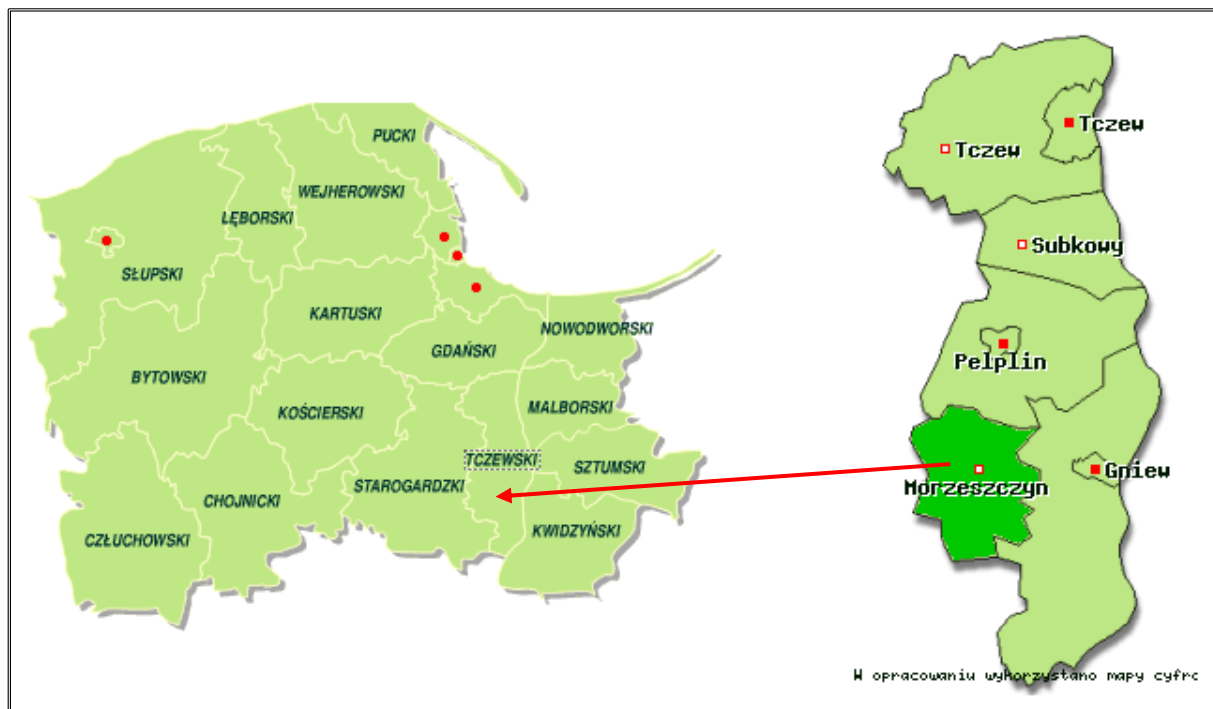 PUCKI
WEJHEROWSKI
LĘBORSKI
SŁUPSKI
KARTUSKI
NOWODWORSKI
GDAŃSKI
BYTOWSKI
MALBORSKI
KOŚCIERSKI
TCZEWSKI
SZTUMSKI
STAROGARDZKI
CHOJNICKI
KWIDZYŃSKI
CZŁUCHOWSKI
Tczew
Tczew
Subkowy
Pelplin
Gniew
Morzeszczyn
W opracowaniu wykorzystano mapy cyfrc